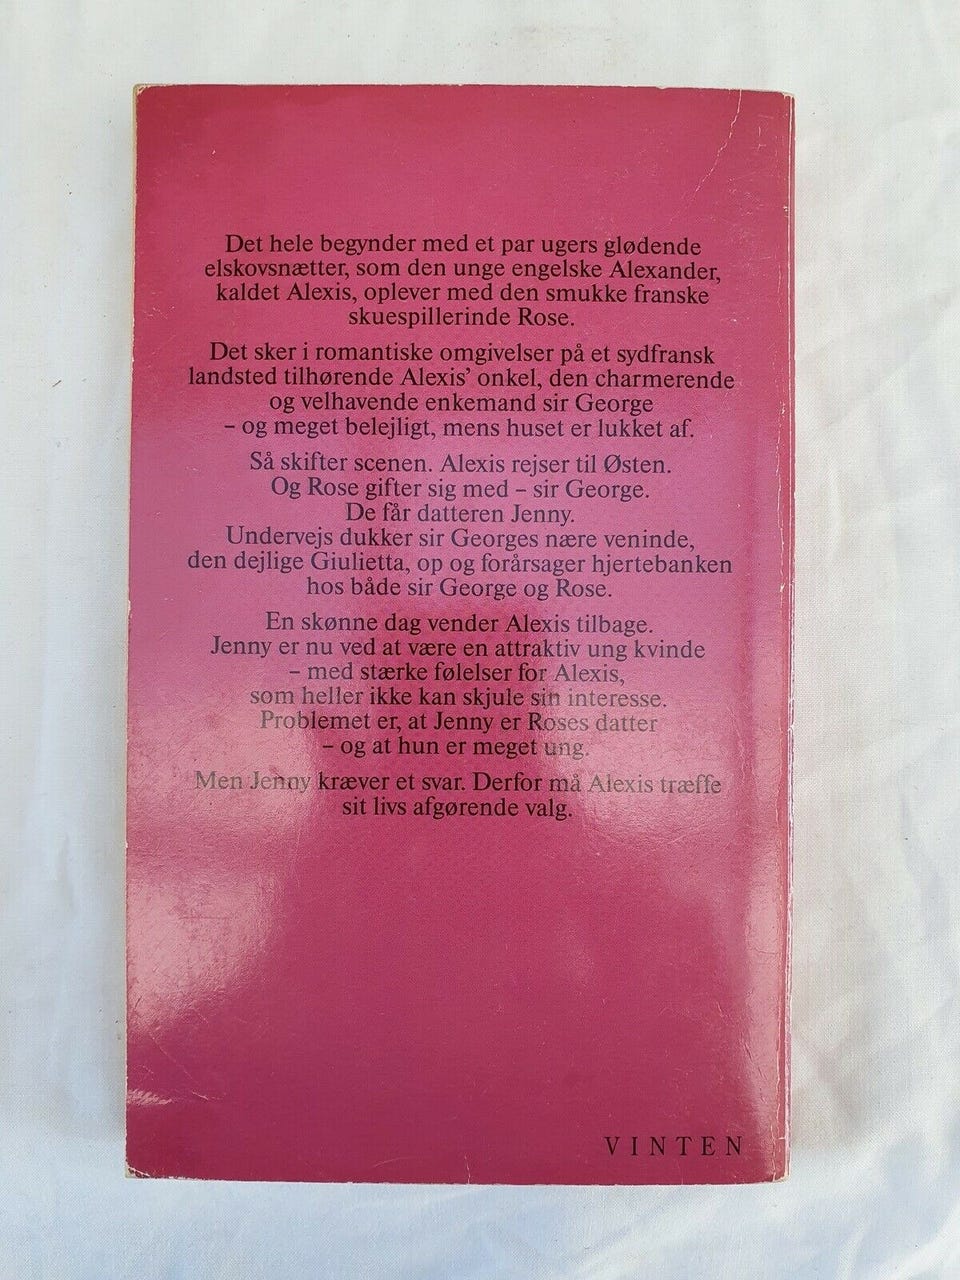 Det hele begynder med et par ugers glødende
elskovsnætter, som den unge engelske Alexander,
kaldet Alexis, oplever med den smukke franske
skuespillerinde Rose.
Det sker i romantiske omgivelser på et sydfransk
landsted tilhørende Alexis’ onkel, den charmerende
og velhavende enkemand sir George
– og meget belejligt, mens huset er lukket af.
Så skifter scenen. Alexis rejser til Østen.
Og Rose gifter sig med – sir George.
De får datteren Jenny.
Undervejs dukker sir Georges nære veninde,
den dejlige Giulietta, op og forårsager hjertebanken
hos både sir George og Rose.
En skønne dag vender Alexis tilbage.
Jenny er nu ved at være en attraktiv ung kvinde
– med stærke følelser for Alexis,
som heller ikke kan skjule sin interesse.
Problemet er, at Jenny er Roses datter
– og at hun er meget ung.
Men Jenny kræver et svar. Derfor må Alexis træffe
sit livs afgørende valg.
VINTEN